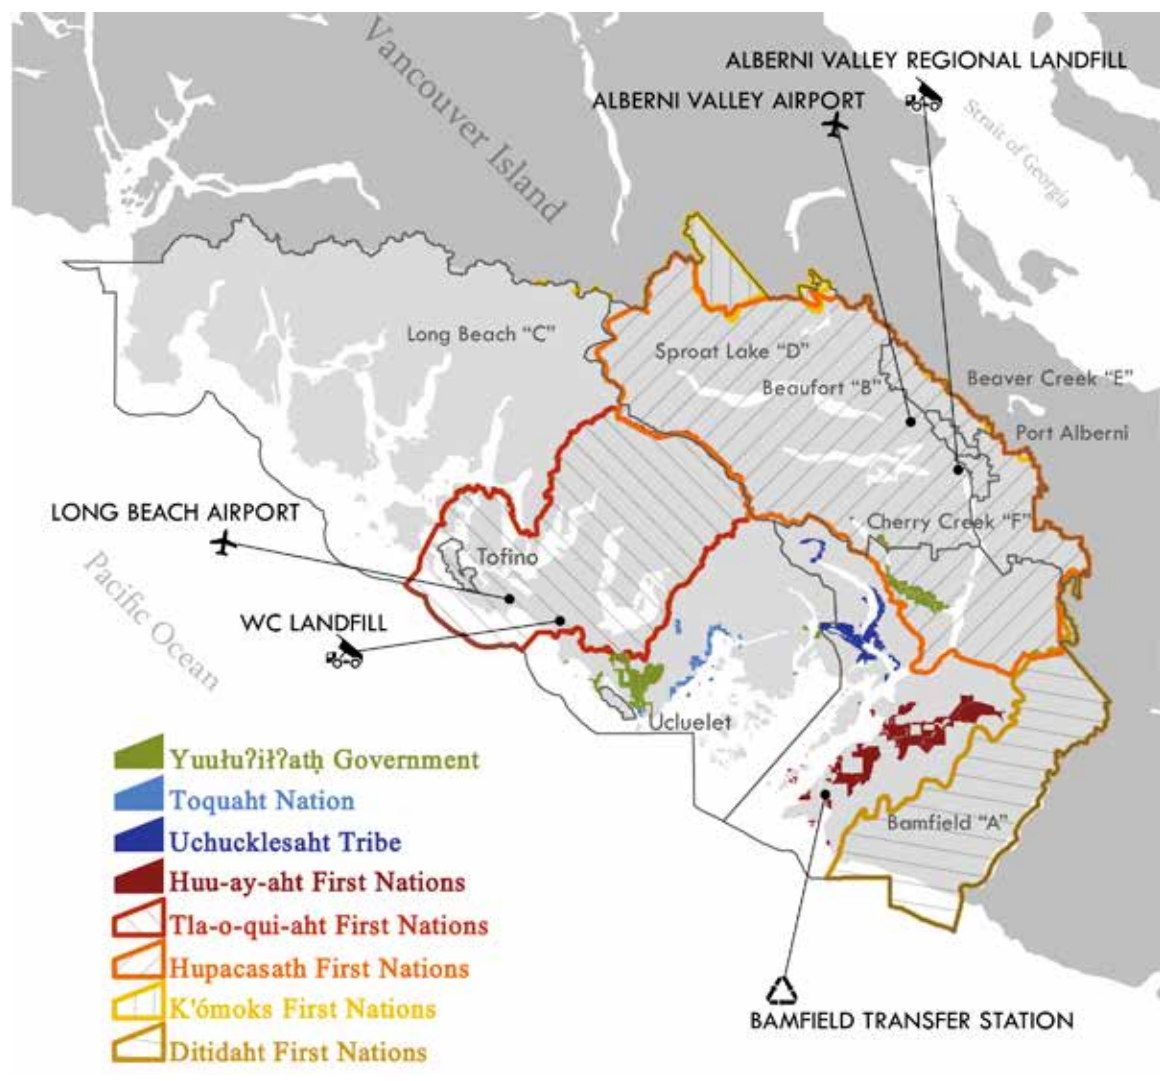 Vancouver Island
ALBERNI VALLEY REGIONAL LANDFILL
ALBERNI VALLEY AIRPORT
Strait of Georgia
Long Beach “C”
Sproat Lake “D”
Beaufort “B”
Beaver Creek “E”
Port Alberni
LONG BEACH AIRPORT
Cherry Creek “F”
Tofino
Pacific Ocean
WC LANDFILL
Ucluelet
Yuułuʔiłʔatḥ Government
Toquaht Nation
Uchucklesaht Tribe
Bamfield “A”
Huu-ay-aht First Nations
Tla-o-qui-aht First Nations
Hupacasath First Nations
K'ómoks First Nations
BAMFIELD TRANSFER STATION
Ditidaht First Nations